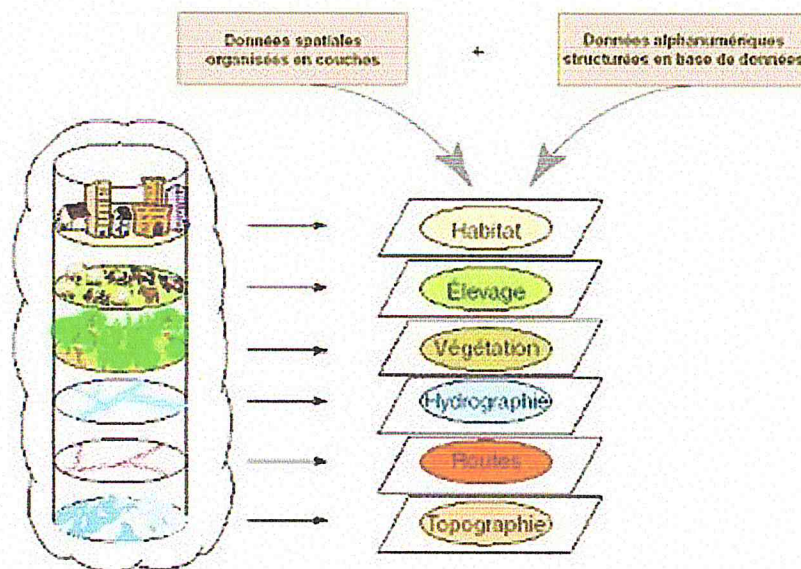 Données spatiales
organisées en couches
+
Données alphanumériques
structurées en base de données
Habitat
Élevage
Végétation
Hydrographie
Routes
Topographie